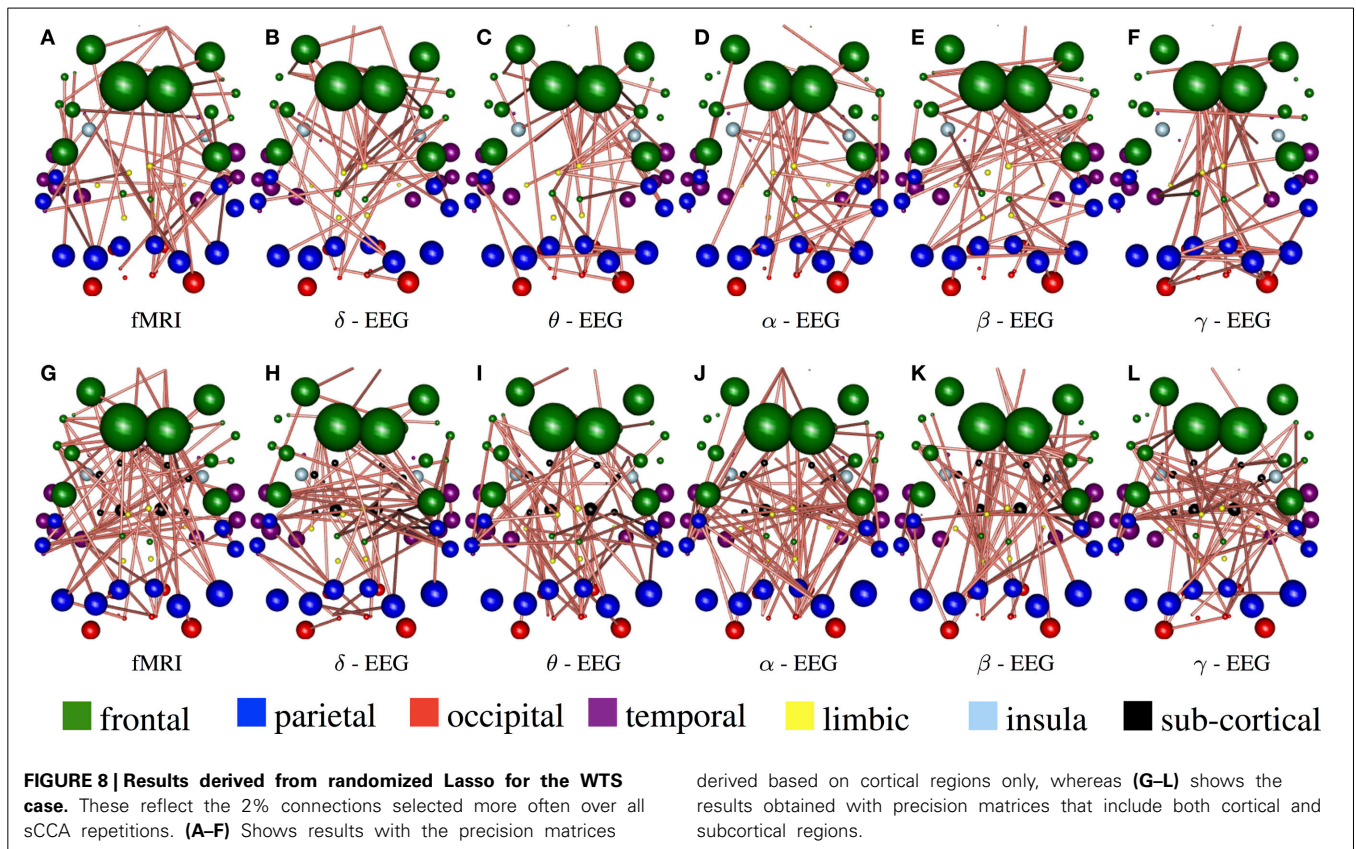 A B C D E F
fMRI δ - EEG θ - EEG α - EEG β - EEG γ - EEG
G H I J K L
fMRI δ - EEG θ - EEG α - EEG β - EEG γ - EEG
frontal parietal occipital temporal limbic insula sub-cortical
FIGURE 8 | Results derived from randomized Lasso for the WTS
case. These reflect the 2% connections selected more often over all
sCCA repetitions. (A–F) Shows results with the precision matrices
derived based on cortical regions only, whereas (G–L) shows the
results obtained with precision matrices that include both cortical and
subcortical regions.